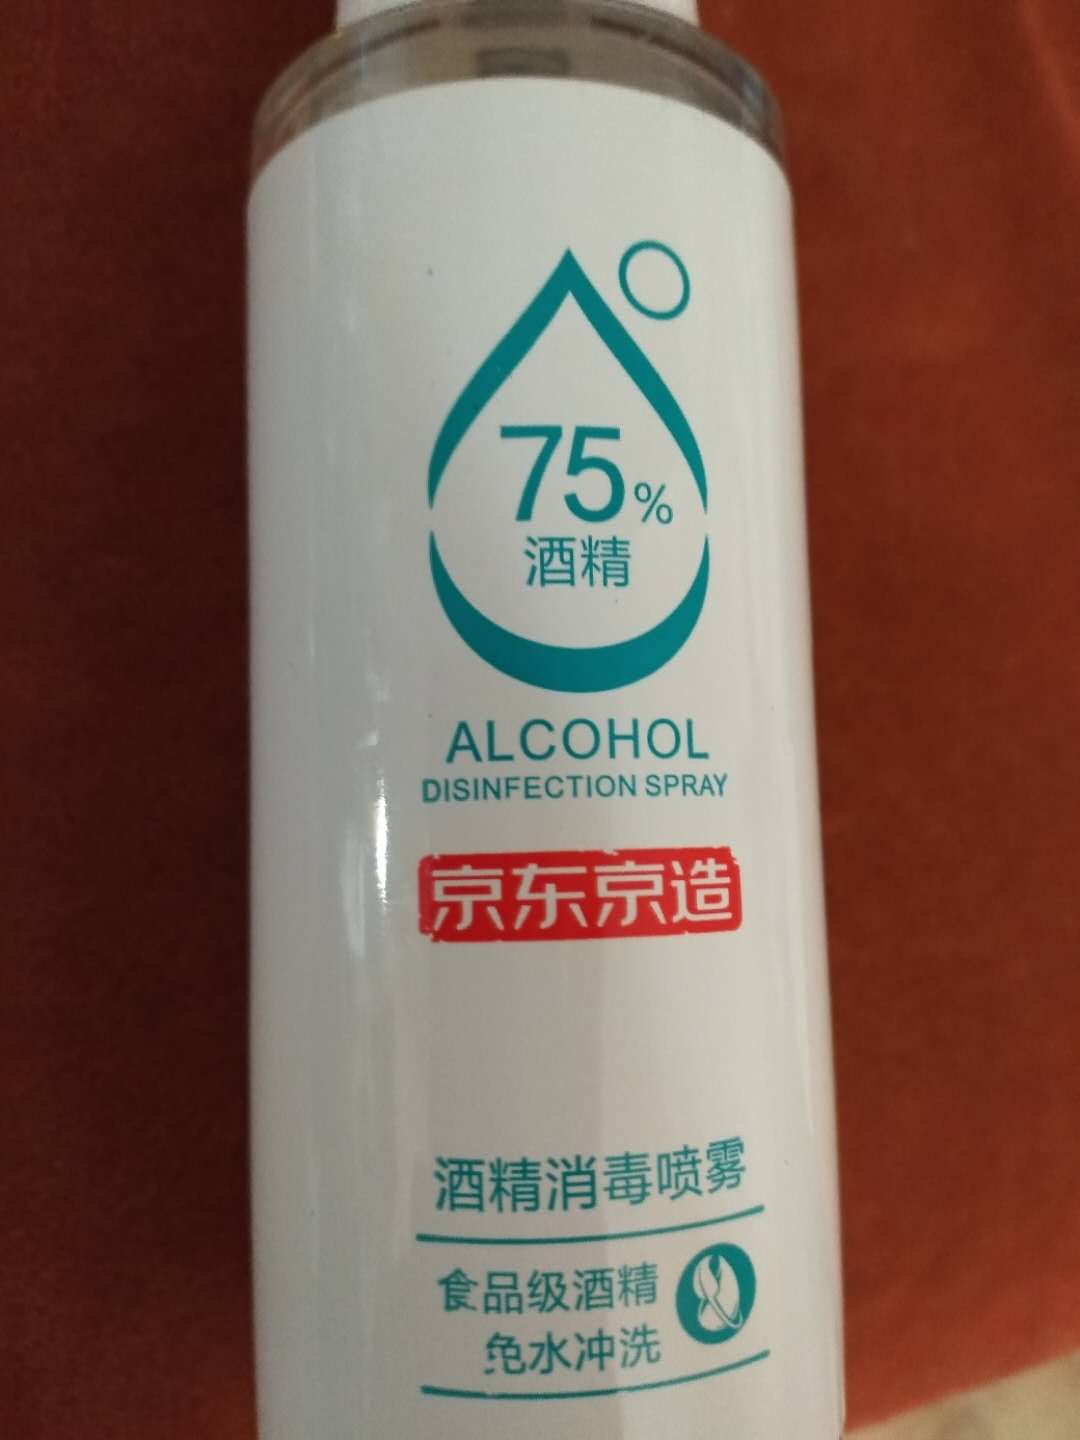 75%
酒精
ALCOHOL
DISINFECTION SPRAY
京东京造
酒精消毒喷雾
食品级酒精
免水冲洗